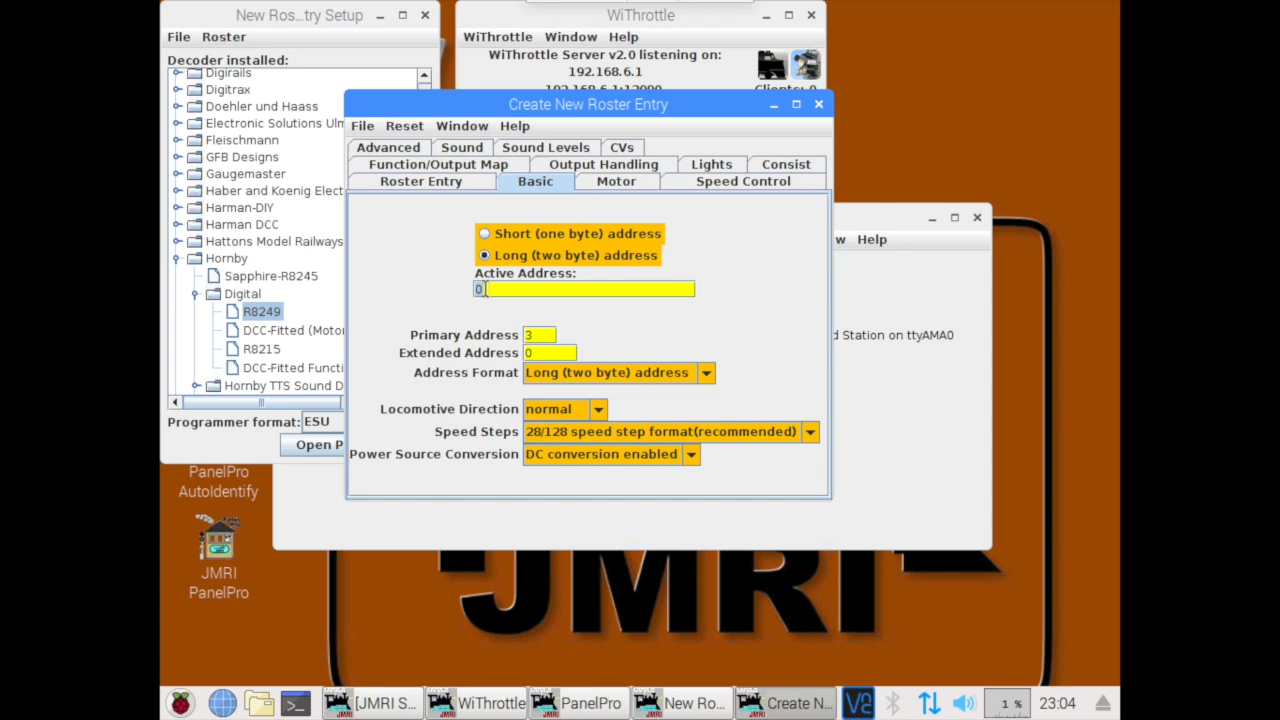 New Ros...try Setup
File Roster
Decoder installed:
Digirails
Digitrax
Doehler und Haass
Electronic Solutions Ulm
Fleischmann
GFB Designs
Gaugemaster
Haber and Koenig Elect
Harman-DIY
Harman DCC
Hattons Model Railways
Hornby
Sapphire-R8245
Digital
R8249
DCC-Fitted (Motor
R8215
DCC-Fitted Functi
Hornby TTS Sound D
Programmer format: ESU
Open P
WiThrottle
WiThrottle Window Help
WiThrottle Server v2.0 listening on:
192.168.6.1
Create New Roster Entry
File Reset Window Help
Advanced Sound Sound Levels CVs
Function/Output Map Output Handling Lights Consist
Roster Entry Basic Motor Speed Control
Short (one byte) address
Long (two byte) address
Active Address:
0
Primary Address 3
Extended Address 0
Address Format Long (two byte) address
Locomotive Direction normal
Speed Steps 28/128 speed step format(recommended)
Power Source Conversion DC conversion enabled
w Help
d Station on ttyAMA0
PanelPro
AutoIdentify
JMRI
PanelPro
JMRI
[JMRI S... WiThrottle PanelPro New Ro... Create N... V2 1 % 23:04